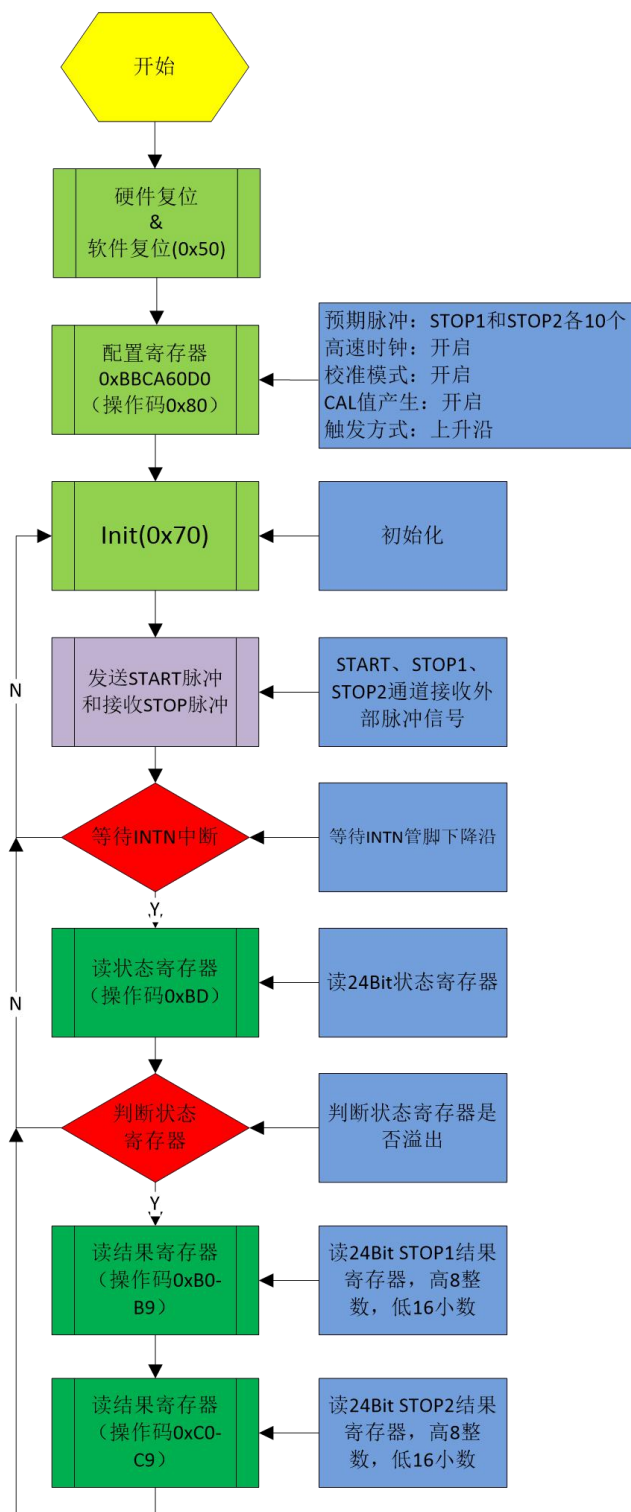 开始
硬件复位
&
软件复位(0x50)
配置寄存器
0xBBCA60D0
（操作码0x80）
预期脉冲：STOP1和STOP2各10个
高速时钟：开启
校准模式：开启
CAL值产生：开启
触发方式：上升沿
Init(0x70)
初始化
发送START脉冲
和接收STOP脉冲
START、STOP1、
STOP2通道接收外
部脉冲信号
N
等待INTN中断
等待INTN管脚下降沿
Y
读状态寄存器
（操作码0xBD）
读24Bit状态寄存器
N
判断状态
寄存器
判断状态寄存器是
否溢出
Y
读结果寄存器
（操作码0xB0-
B9）
读24Bit STOP1结果
寄存器，高8整
数，低16小数
读结果寄存器
（操作码0xC0-
C9）
读24Bit STOP2结果
寄存器，高8整
数，低16小数